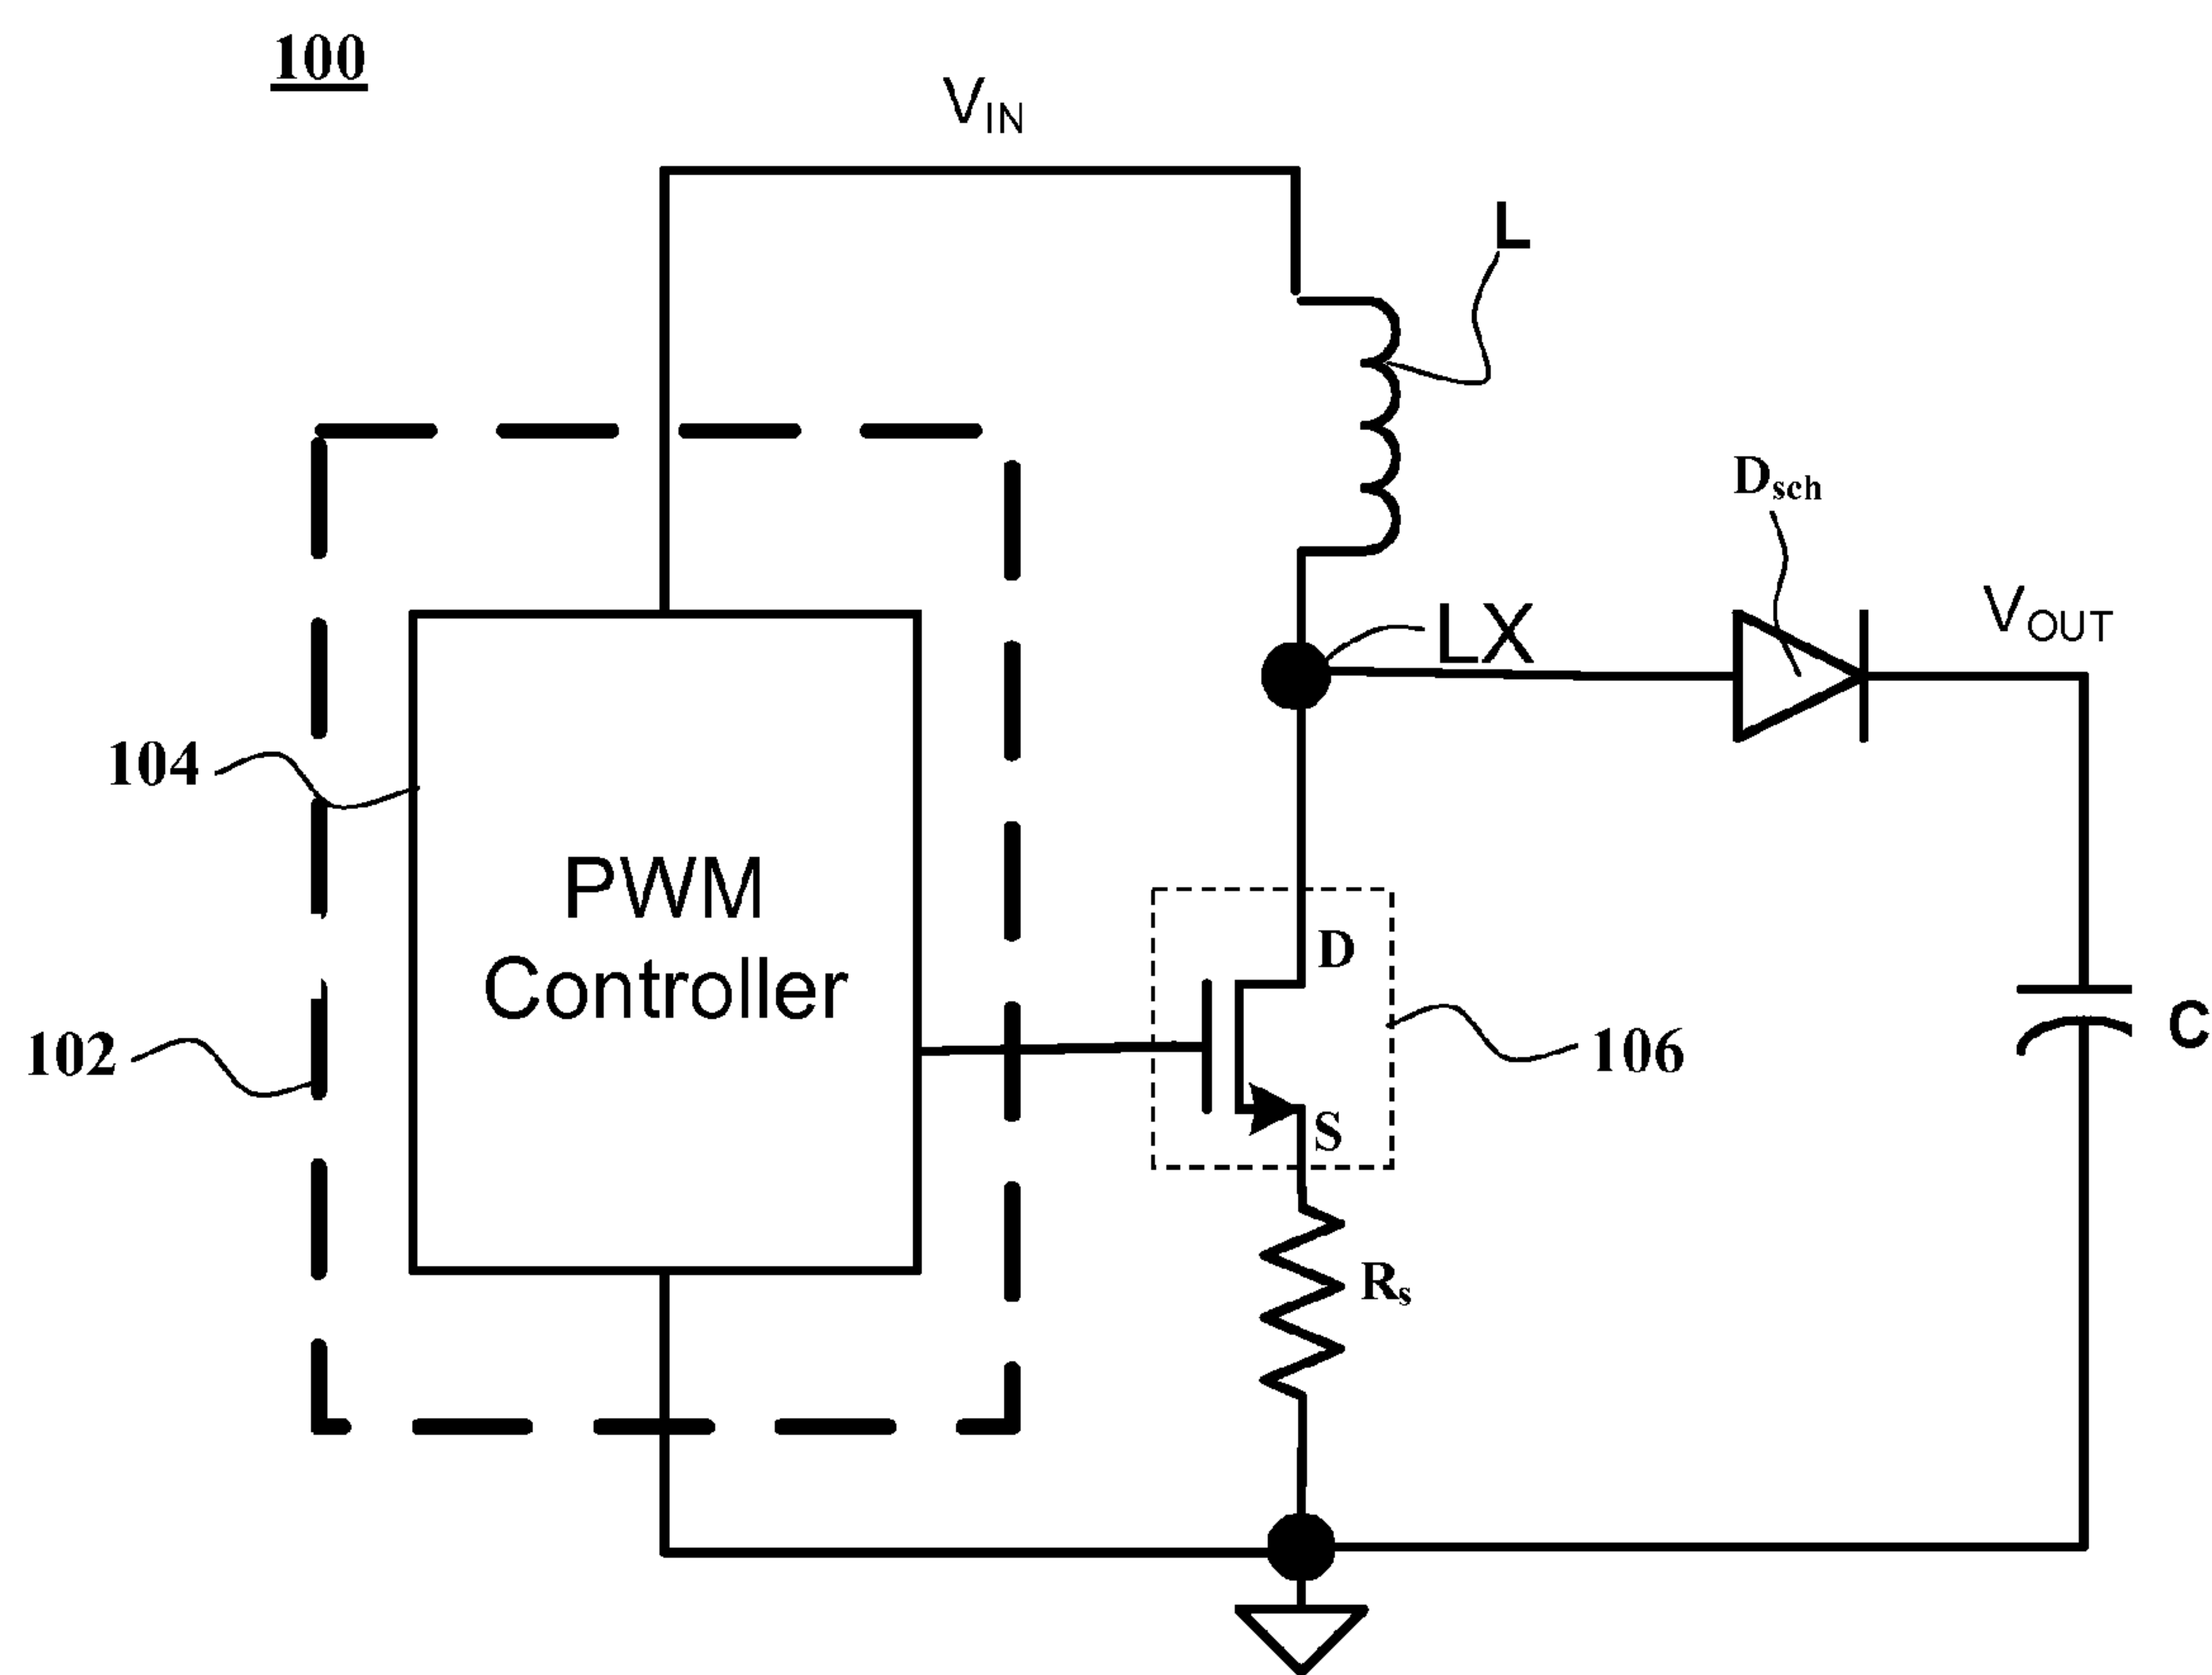 100
VIN
L
Dsch
LX
VOUT
104
PWM
Controller
D
C
102
106
S
Rs